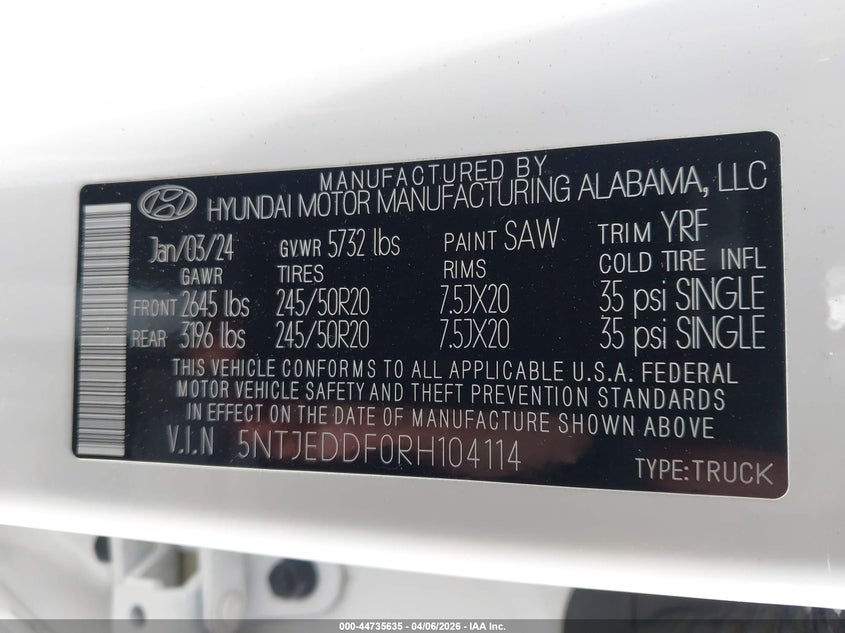 MANUFACTURED BY
HYUNDAI MOTOR MANUFACTURING ALABAMA, LLC
Jan/03/24 GVWR 5732 lbs PAINT SAW TRIM YRF
GAWR TIRES RIMS COLD TIRE INFL
FRONT 2645 lbs 245/50R20 7.5JX20 35 psi SINGLE
REAR 3196 lbs 245/50R20 7.5JX20 35 psi SINGLE
THIS VEHICLE CONFORMS TO ALL APPLICABLE U.S.A. FEDERAL
MOTOR VEHICLE SAFETY AND THEFT PREVENTION STANDARDS
IN EFFECT ON THE DATE OF MANUFACTURE SHOWN ABOVE
V.I.N 5NTJEDDF0RH104114
TYPE:TRUCK
000-44735635 - 04/06/2026 - IAA Inc.